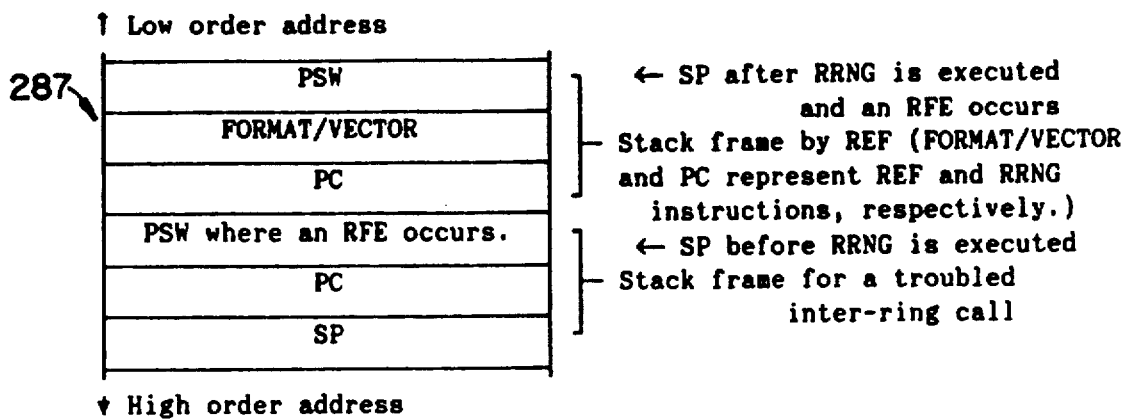 ↑ Low order address
287
PSW
FORMAT/VECTOR
PC
PSW where an RFE occurs.
PC
SP
← SP after RRNG is executed
and an RFE occurs
Stack frame by REF (FORMAT/VECTOR
and PC represent REF and RRNG
instructions, respectively.)
← SP before RRNG is executed
Stack frame for a troubled
inter-ring call
↓ High order address